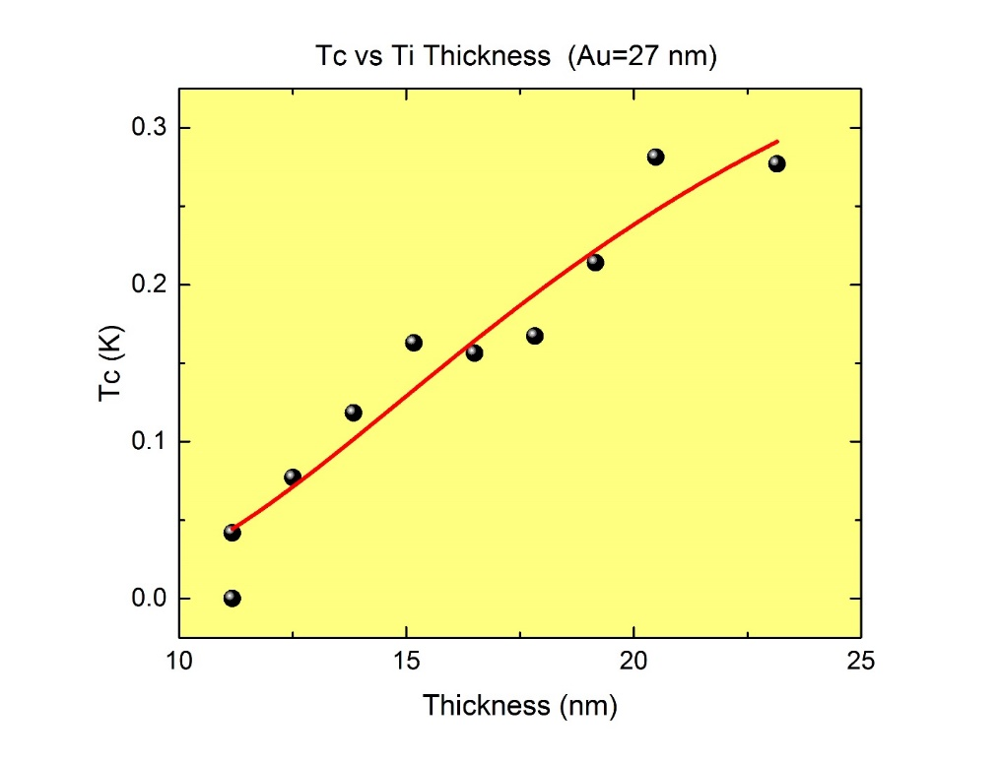 Tc vs Ti Thickness (Au=27 nm)
0.3
0.2
0.1
0.0
Tc (K)
10 15 20 25
Thickness (nm)